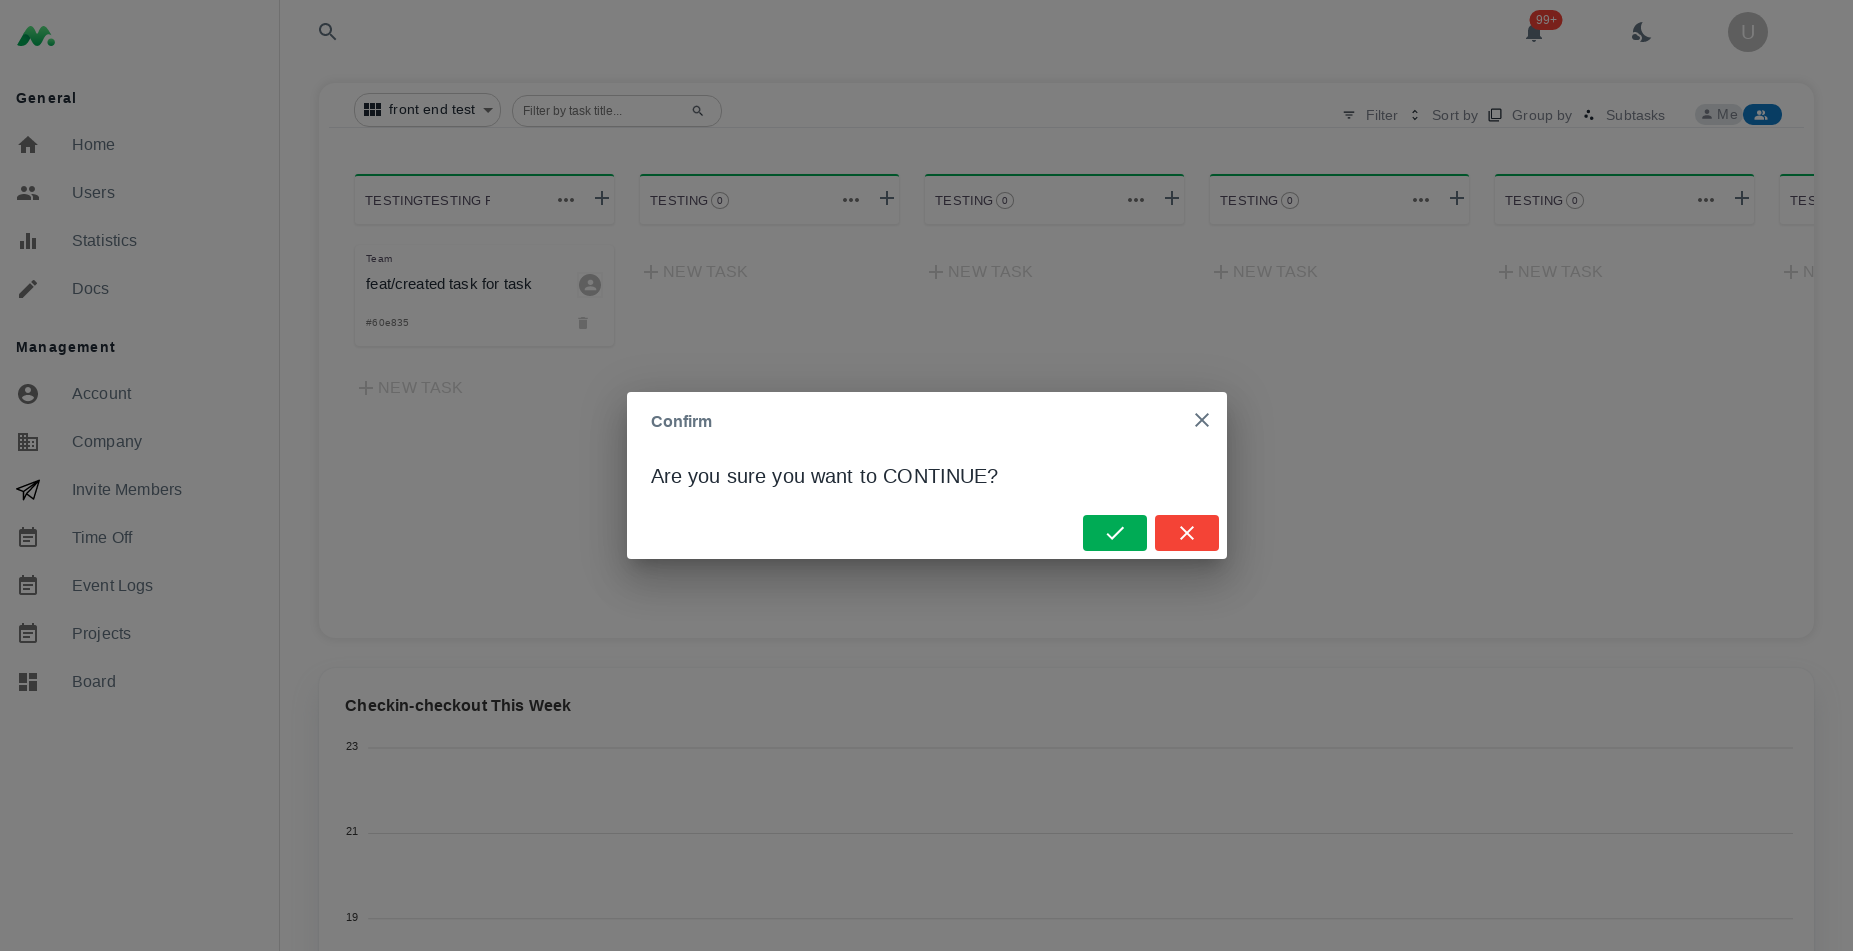 99+
U
General
Home
Users
Statistics
Docs
Management
Account
Company
Invite Members
Time Off
Event Logs
Projects
Board
front end test
Filter by task title...
Filter
Sort by
Group by
Subtasks
Me
TESTINGTESTING
TESTING 0
TESTING 0
TESTING 0
TESTING 0
Team
feat/created task for task
#60e835
NEW TASK
NEW TASK
NEW TASK
NEW TASK
NEW TASK
Confirm
Are you sure you want to CONTINUE?
Checkin-checkout This Week
23
21
19